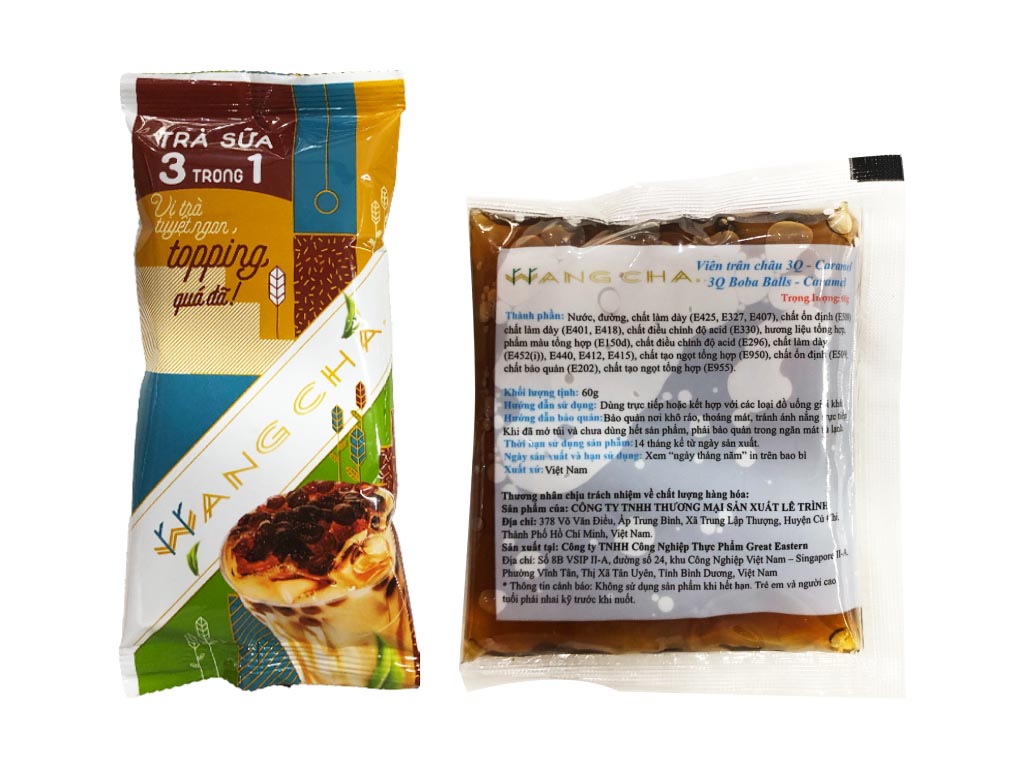 TRÀ SỮA
3 TRONG 1
Vị trà
tuyệt ngon,
topping
quá đã!
WANG CHA.
WANG CHA.
Viên trân châu 3Q - Caramel
3Q Boba Balls - Caramel
Trọng lượng: 60g
Thành phần: Nước, đường, chất làm dày (E425, E327, E407), chất ổn định
chất làm dày (E401, E418), chất điều chỉnh độ acid (E330), hương liệu tổng hợp,
phẩm màu tổng hợp (E150d), chất điều chỉnh độ acid (E296), chất làm dày
(E452(i)), E440, E412, E415), chất tạo ngọt tổng hợp (E950), chất ổn định
chất bảo quản (E202), chất tạo ngọt tổng hợp (E955).
Khối lượng tịnh: 60g
Hướng dẫn sử dụng: Dùng trực tiếp hoặc kết hợp với các loại đồ uống giải khát
Hướng dẫn bảo quản: Bảo quản nơi khô ráo, thoáng mát, tránh ánh nắng trực tiếp
Khi đã mở túi và chưa dùng hết sản phẩm, phải bảo quản trong ngăn mát tủ lạnh
Thời hạn sử dụng sản phẩm: 14 tháng kể từ ngày sản xuất.
Ngày sản xuất và hạn sử dụng: Xem "ngày tháng năm" in trên bao bì
Xuất xứ: Việt Nam
Thương nhân chịu trách nhiệm về chất lượng hàng hóa:
Sản phẩm của: CÔNG TY TNHH THƯƠNG MẠI SẢN XUẤT LÊ TRÌNH
Địa chỉ: 378 Võ Văn Điều, Ấp Trung Bình, Xã Trung Lập Thượng, Huyện Củ Chi,
Thành Phố Hồ Chí Minh, Việt Nam.
Sản xuất tại: Công ty TNHH Công Nghiệp Thực Phẩm Great Eastern
Địa chỉ: Số 8B VSIP II-A, đường số 24, khu Công Nghiệp Việt Nam – Singapore II-A.
Phường Vĩnh Tân, Thị Xã Tân Uyên, Tỉnh Bình Dương, Việt Nam
* Thông tin cảnh báo: Không sử dụng sản phẩm khi hết hạn. Trẻ em và người cao
tuổi phải nhai kỹ trước khi nuốt.